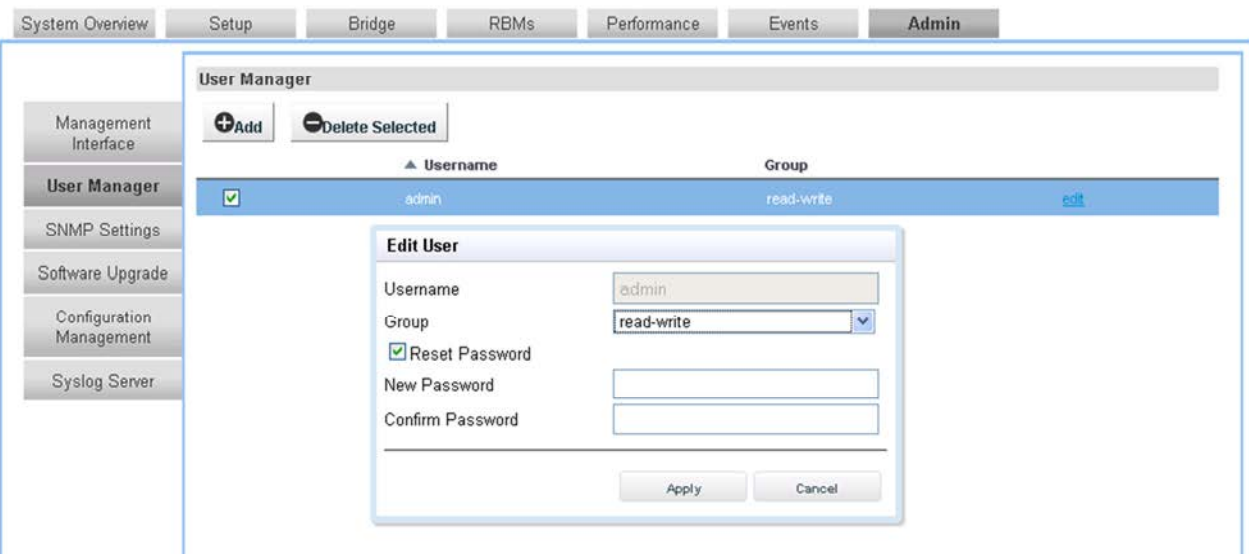 System Overview Setup Bridge RBMs Performance Events Admin
User Manager
Add Delete Selected
Management
Interface
User Manager
SNMP Settings
Software Upgrade
Configuration
Management
Syslog Server
Username Group
admin read-write edit
Edit User
Username admin
Group read-write
Reset Password
New Password
Confirm Password
Apply Cancel